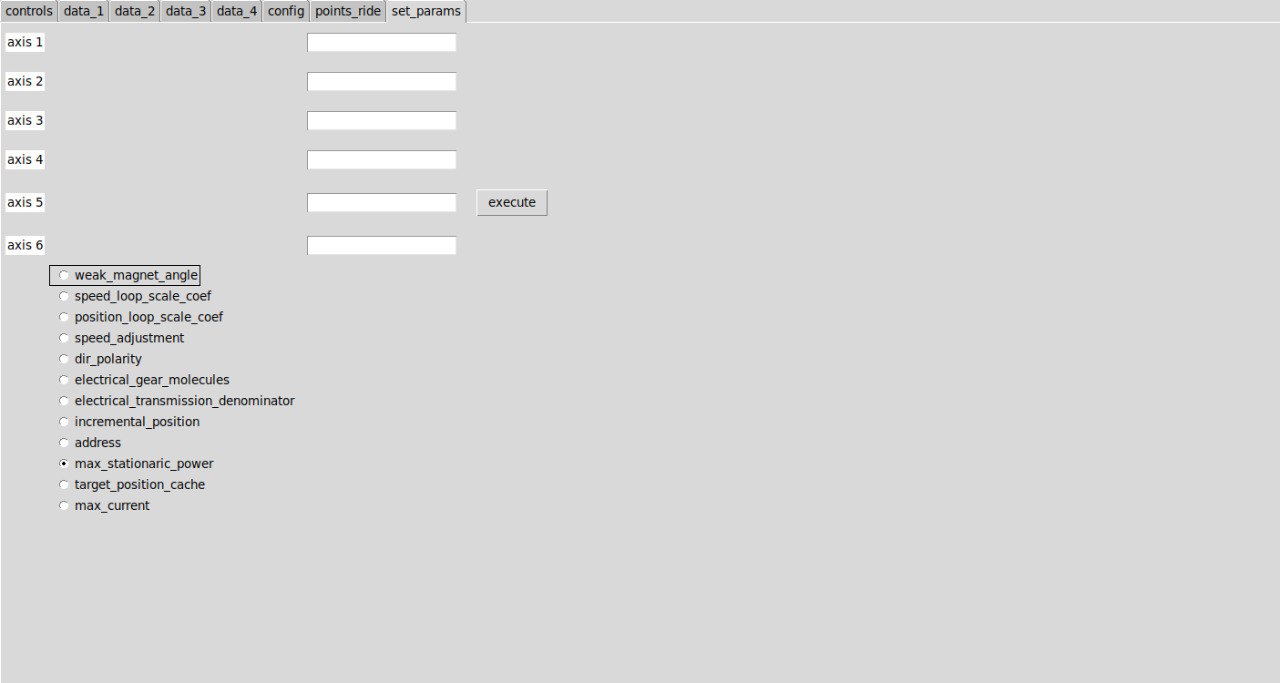 controls data_1 data_2 data_3 data_4 config points_ride set_params
axis 1
axis 2
axis 3
axis 4
axis 5 execute
axis 6
weak_magnet_angle
speed_loop_scale_coef
position_loop_scale_coef
speed_adjustment
dir_polarity
electrical_gear_molecules
electrical_transmission_denominator
incremental_position
address
max_stationaric_power
target_position_cache
max_current